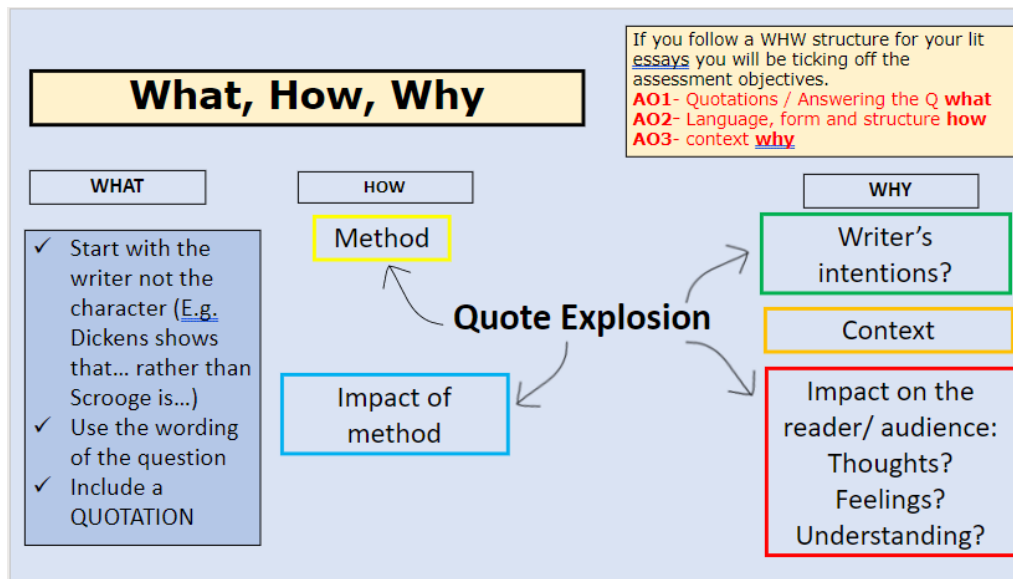 If you follow a WHW structure for your lit
essays you will be ticking off the
assessment objectives.
AO1- Quotations / Answering the Q what
AO2- Language, form and structure how
AO3- context why
What, How, Why
WHAT
✓ Start with the
writer not the
character (E.g.
Dickens shows
that… rather than
Scrooge is…)
✓ Use the wording
of the question
✓ Include a
QUOTATION
HOW
Method
Quote Explosion
Impact of
method
WHY
Writer’s
intentions?
Context
Impact on the
reader/ audience:
Thoughts?
Feelings?
Understanding?